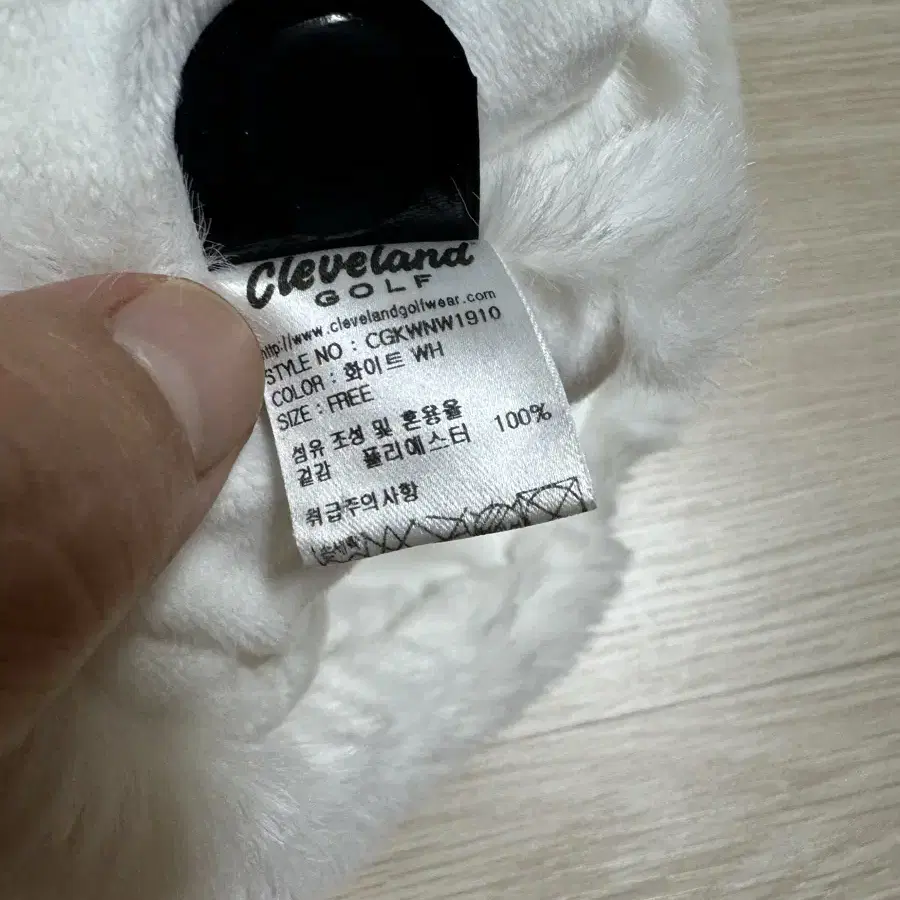 Cleveland
GOLF
http://www.clevelandgolfwear.com
STYLE NO : CGKWNW1910
COLOR : 화이트 WH
SIZE : FREE
섬유 조성 및 혼용율
겉감 폴리에스터 100%
취급주의사항